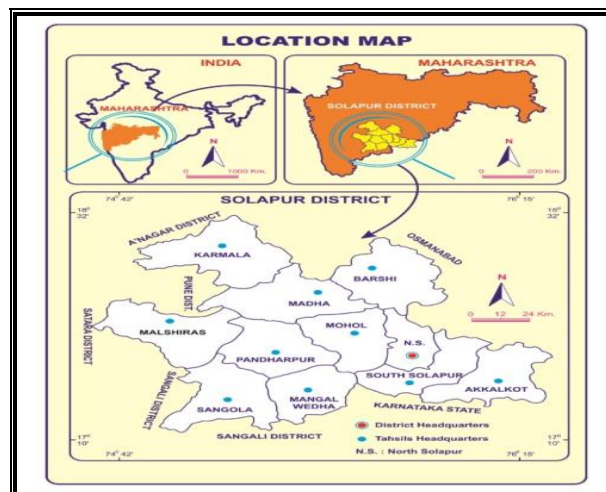 LOCATION MAP
INDIA
MAHARASHTRA
N
0 1000 Km.
MAHARASHTRA
SOLAPUR DISTRICT
N
0 200 Km.
74° 42'
76° 15'
18° 32'
18° 32'
SOLAPUR DISTRICT
A'NAGAR DISTRICT
OSMANABAD
KARMALA
BARSHI
PUNE DIST.
MADHA
N
0 12 24 Km.
SATARA DISTRICT
MALSHIRAS
MOHOL
N.S.
PANDHARPUR
SOUTH SOLAPUR
AKKALKOT
SANGALI DISTRICT
SANGOLA
MANGAL
WEDHA
KARNATAKA STATE
SANGALI DISTRICT
District Headquarters
Tahsils Headquarters
N.S. : North Solapur
17° 10'
17° 10'
74° 42'
76° 15'